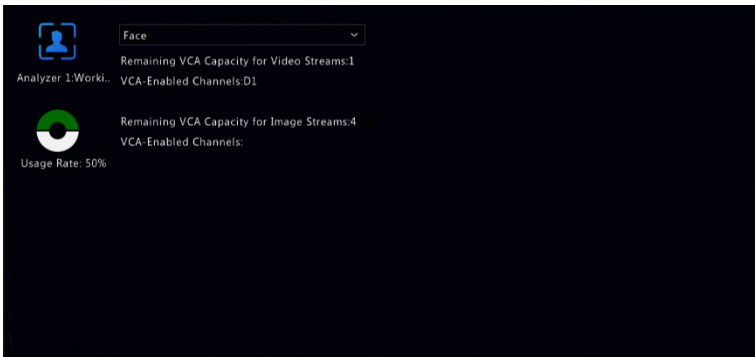 Face
Remaining VCA Capacity for Video Streams:1
Analyzer 1:Worki..
VCA-Enabled Channels:D1
Remaining VCA Capacity for Image Streams:4
VCA-Enabled Channels:
Usage Rate: 50%